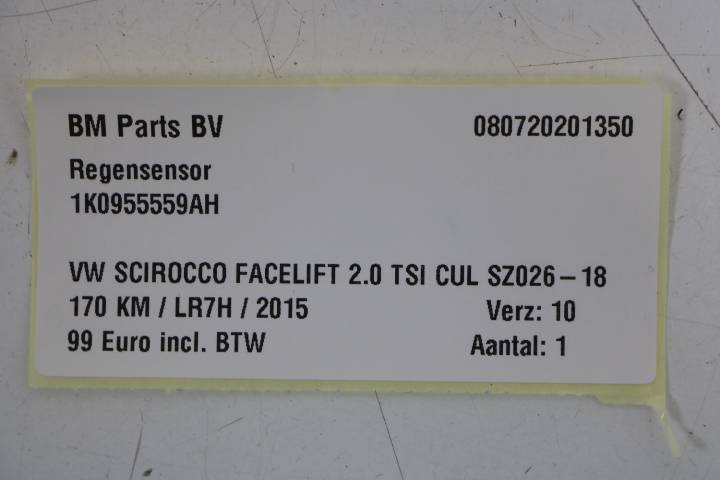 BM Parts BV 080720201350
Regensensor
1K0955559AH
VW SCIROCCO FACELIFT 2.0 TSI CUL SZ026-18
170 KM / LR7H / 2015 Verz: 10
99 Euro incl. BTW Aantal: 1